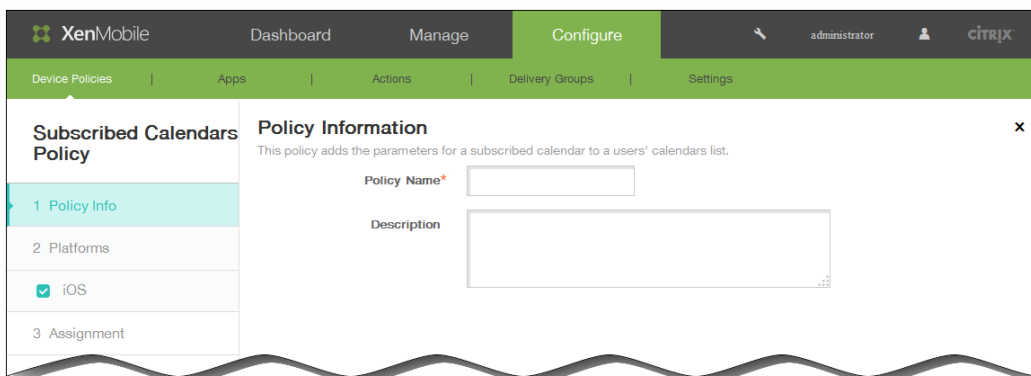 XenMobile Dashboard Manage Configure administrator CITRIX
Device Policies | Apps | Actions | Delivery Groups | Settings
Subscribed Calendars Policy
1 Policy Info
2 Platforms
iOS
3 Assignment
Policy Information
This policy adds the parameters for a subscribed calendar to a users' calendars list.
Policy Name*
Description